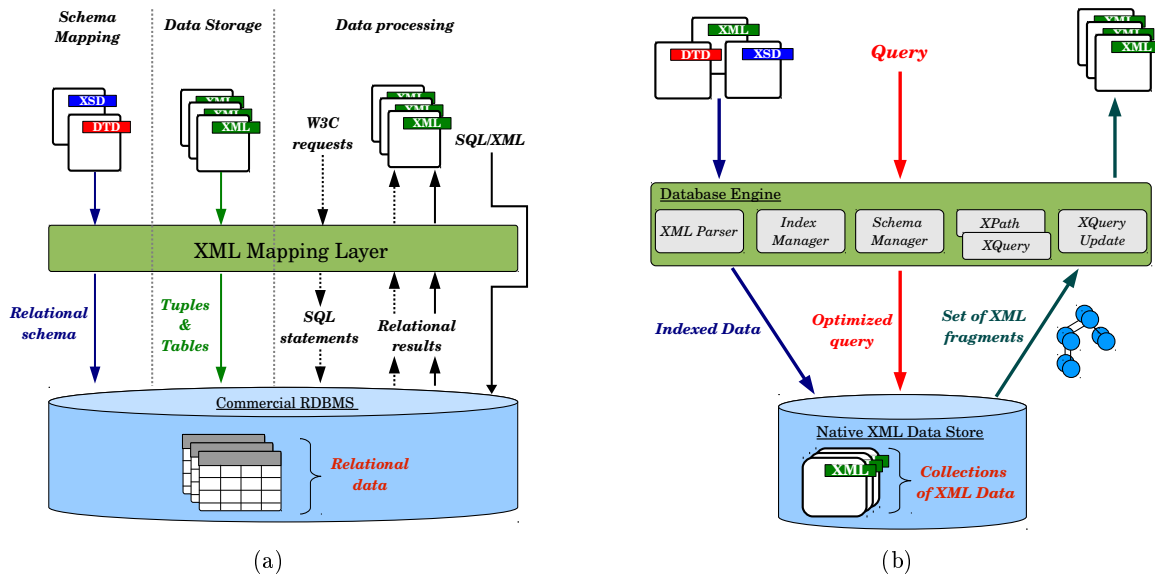 Schema
Mapping
Data Storage
Data processing
XSD
DTD
XML
XML
XML
W3C
requests
XML
XML
XML
SQL/XML
XML Mapping Layer
Relational
schema
Tuples
&
Tables
SQL
statements
Relational
results
Commercial RDBMS
Relational
data
(a)
XML
DTD
XSD
Query
XML
XML
XML
Database Engine
XML Parser
Index
Manager
Schema
Manager
XPath
XQuery
XQuery
Update
Indexed Data
Optimized
query
Set of XML
fragments
Native XML Data Store
XML
Collections
of XML Data
(b)